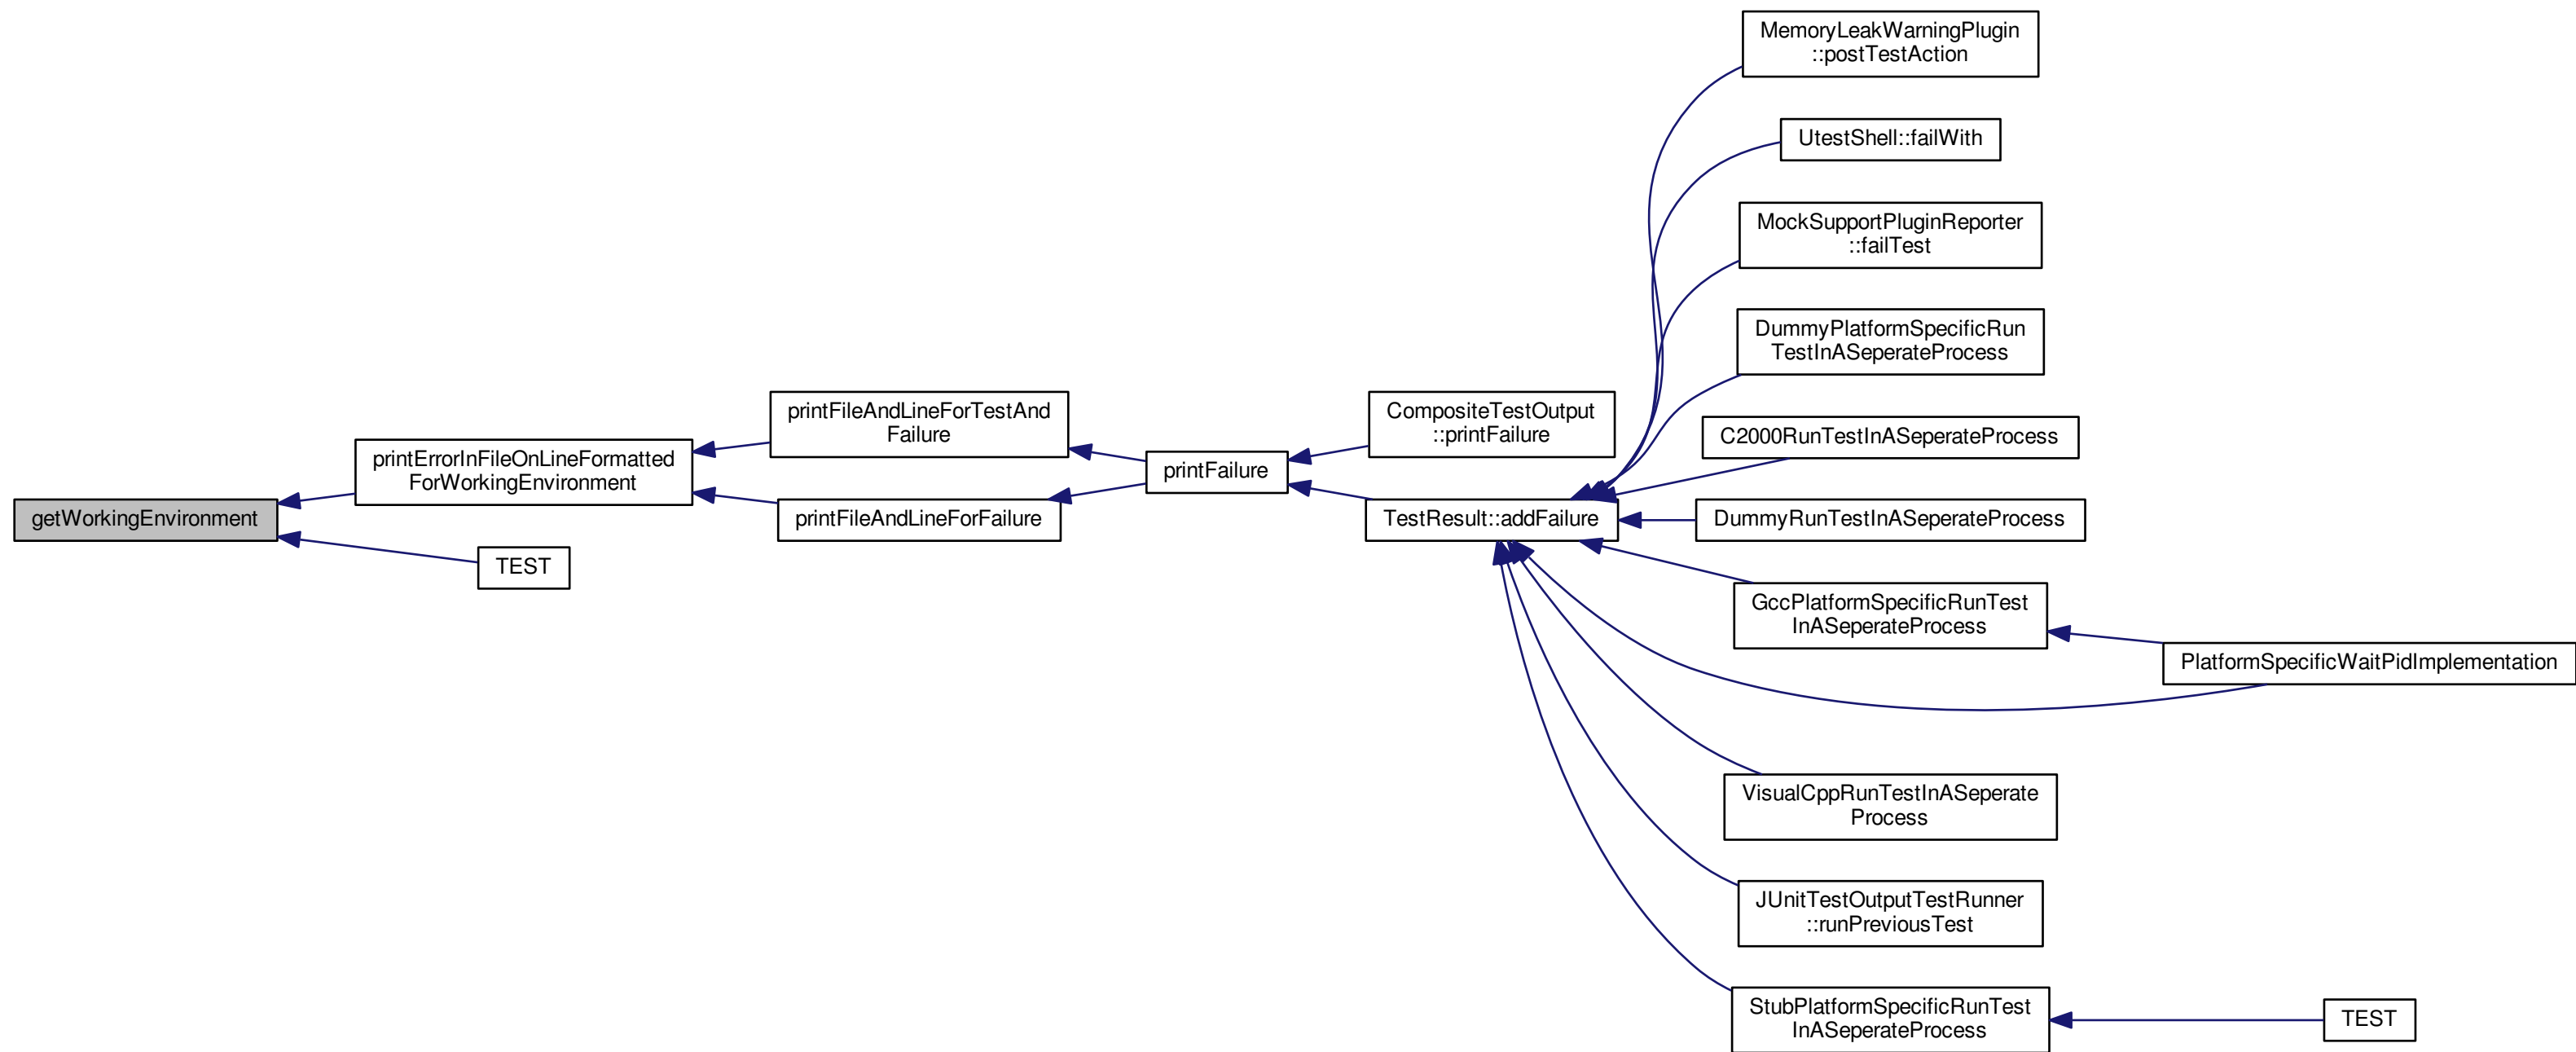 MemoryLeakWarningPlugin
::postTestAction
UtestShell::failWith
MockSupportPluginReporter
::failTest
DummyPlatformSpecificRun
TestInASeperateProcess
printFileAndLineForTestAnd
Failure
CompositeTestOutput
::printFailure
C2000RunTestInASeperateProcess
printErrorInFileOnLineFormatted
ForWorkingEnvironment
printFailure
getWorkingEnvironment
printFileAndLineForFailure
TestResult::addFailure
DummyRunTestInASeperateProcess
TEST
GccPlatformSpecificRunTest
InASeperateProcess
PlatformSpecificWaitPidImplementation
VisualCppRunTestInASeperate
Process
JUnitTestOutputTestRunner
::runPreviousTest
StubPlatformSpecificRunTest
InASeperateProcess
TEST